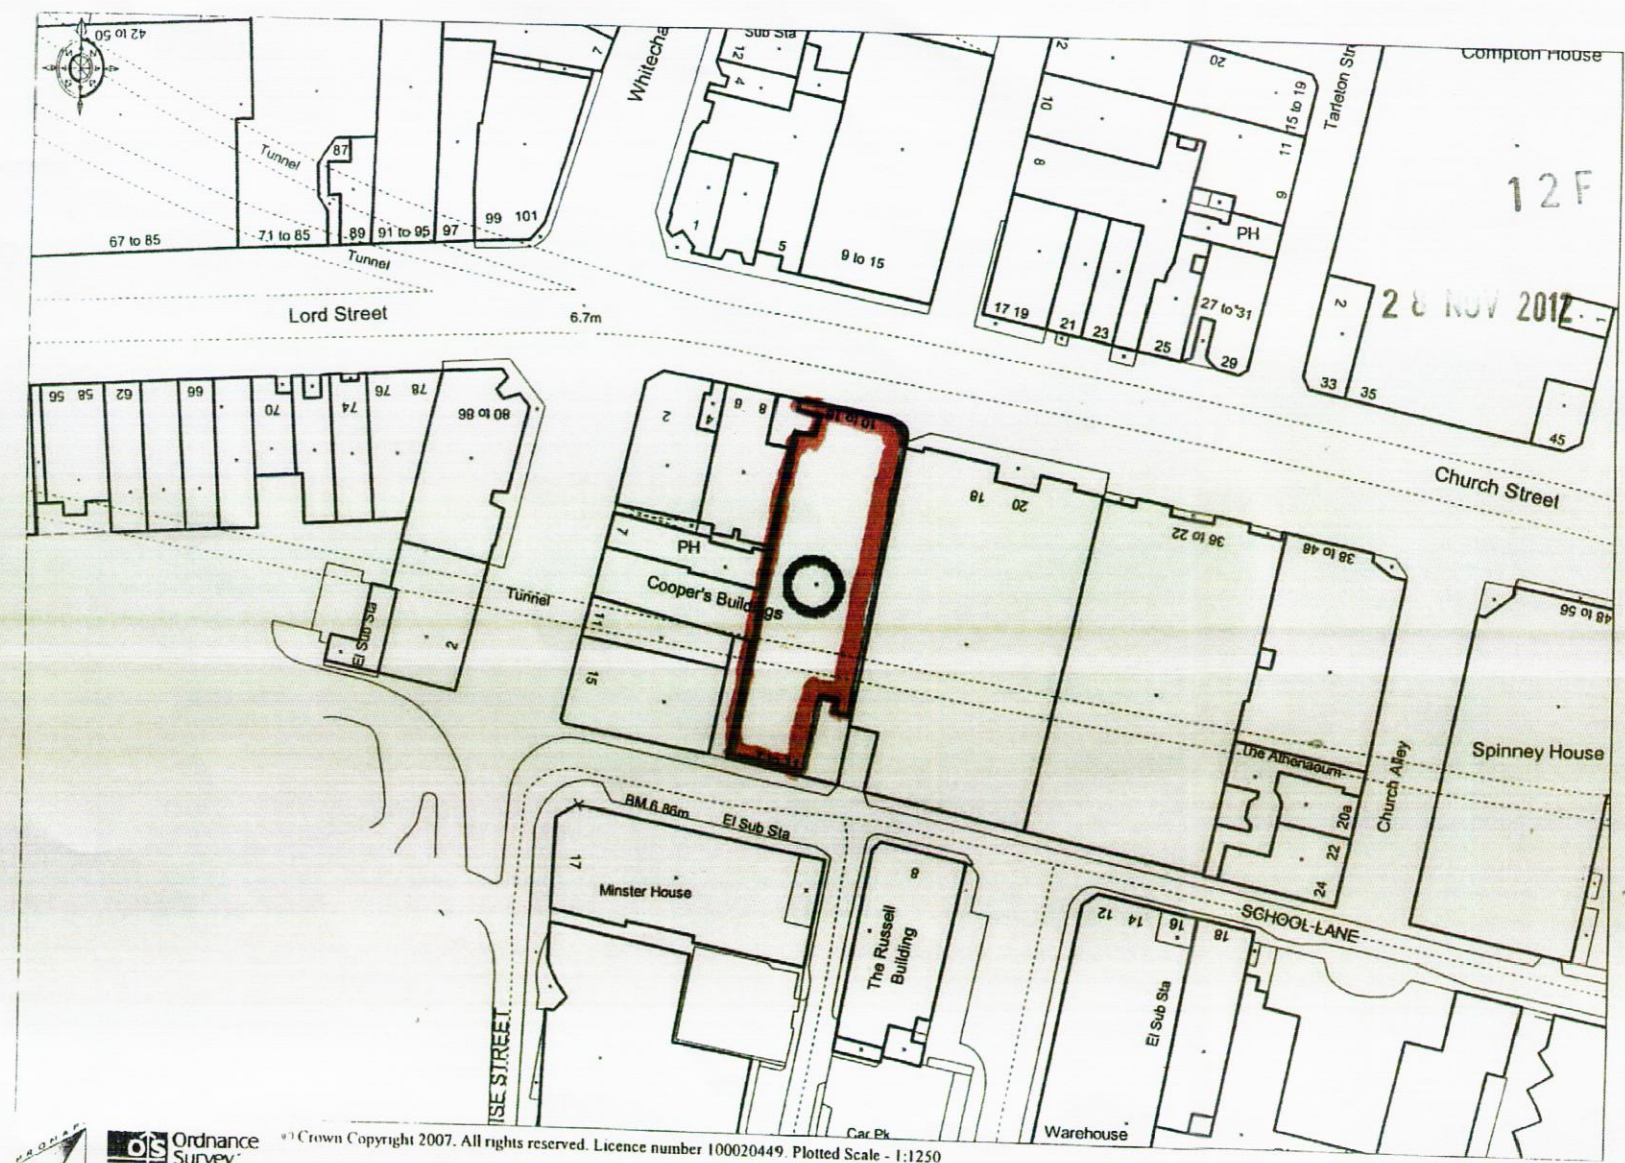 42 to 50
7
Whitecha
Sub Sta
12
4
12
20
Compton House
Tarleton Str
10
15 to 19
11
9
Tunnel
87
8
12 F
PH
67 to 85
71 to 85
89
91 to 95
97
99
101
1
5
9 to 15
Tunnel
Lord Street
6.7m
17 19
21
23
25
27 to 31
29
2
28 NOV 2012
1
33
35
45
56
58
62
66
70
74
76
78
80 to 86
2
4
6
8
18
20
Church Street
36 to 22
38 to 48
48 to 56
7
PH
Cooper's Buildings
Tunnel
11
15
El Sub Sta
2
The Athenaeum
Church Alley
Spinney House
20a
22
24
BM 6.86m
El Sub Sta
17
Minster House
8
The Russell
Building
SCHOOL LANE
12
14
16
18
El Sub Sta
ISE STREET
Car Pk
Warehouse
PROMAP
OS Ordnance
Survey
© Crown Copyright 2007. All rights reserved. Licence number 100020449. Plotted Scale - 1:1250